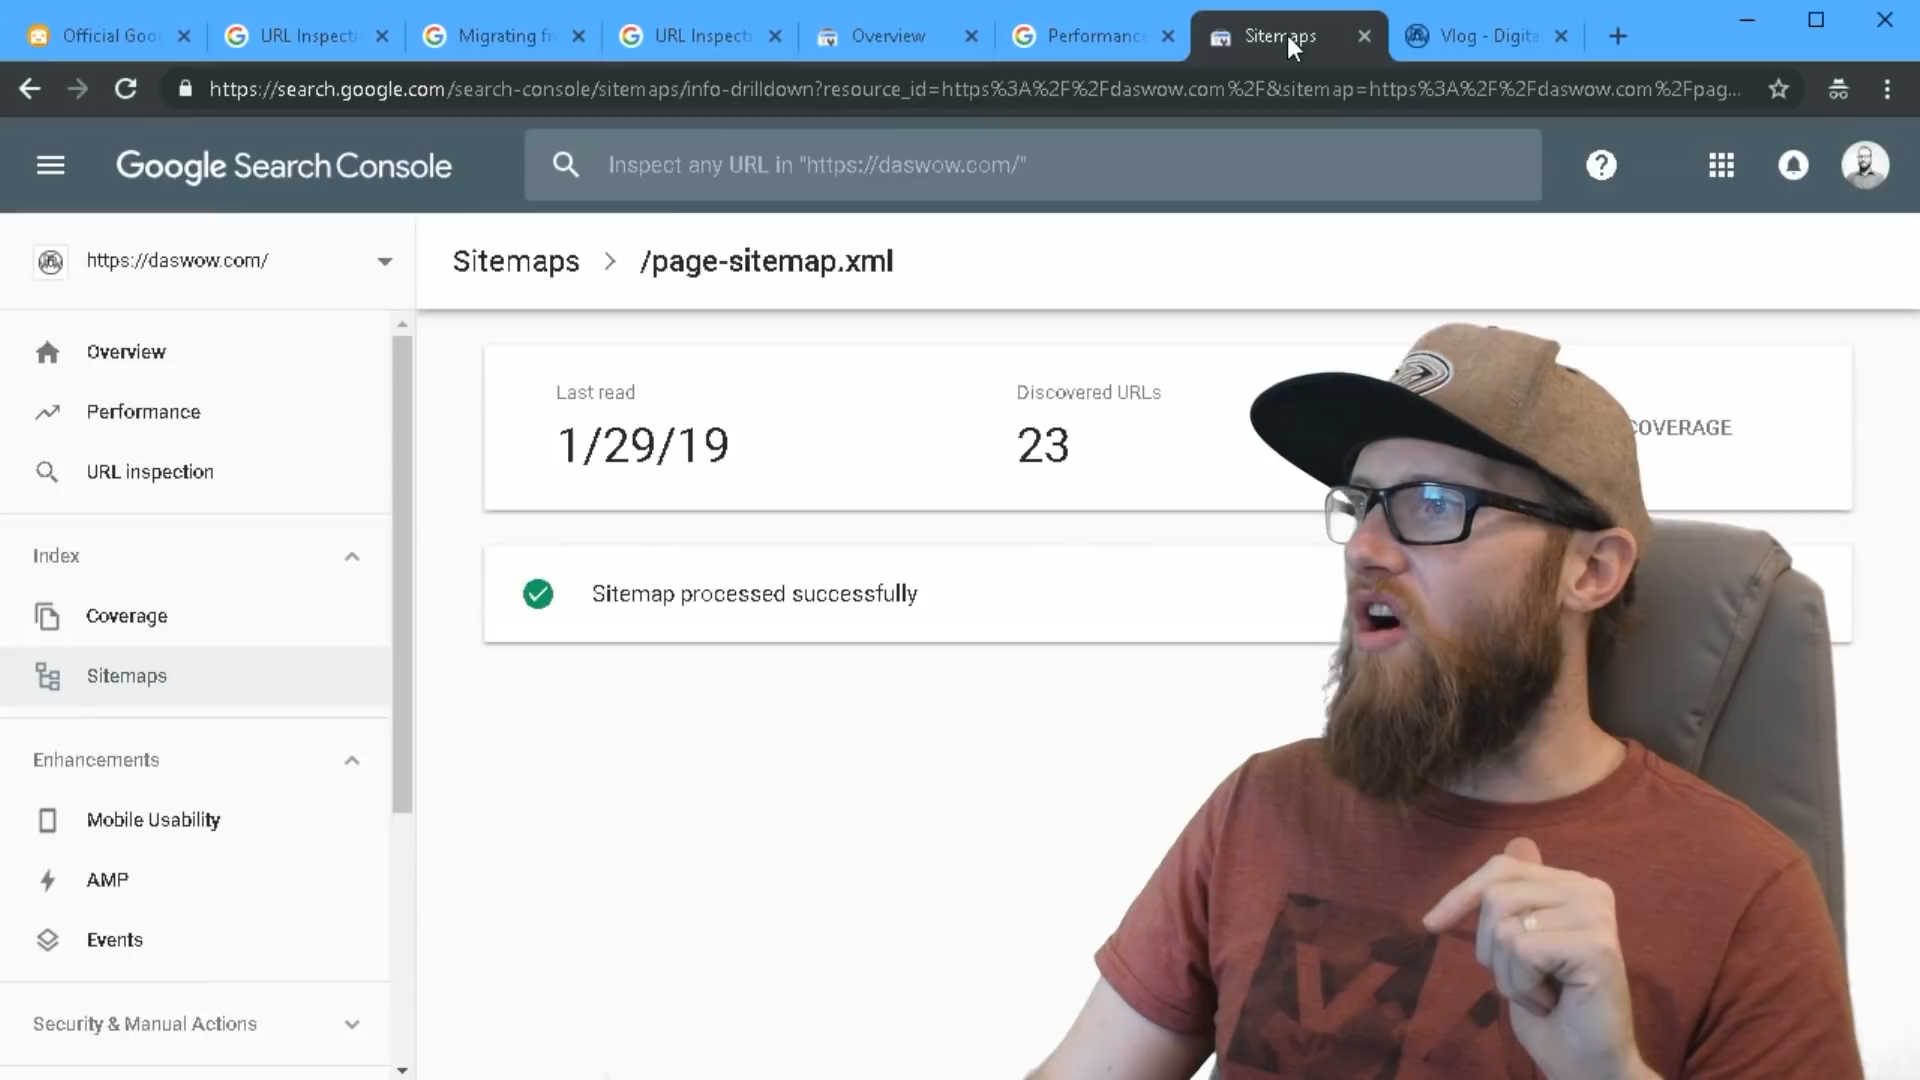 Official Goo
URL Inspecti
Migrating fr
URL Inspecti
Overview
Performance
Sitemaps
Vlog - Digita
https://search.google.com/search-console/sitemaps/info-drilldown?resource_id=https%3A%2F%2Fdaswow.com%2F&sitemap=https%3A%2F%2Fdaswow.com%2Fpag...
Google Search Console
Inspect any URL in "https://daswow.com/"
https://daswow.com/
Sitemaps > /page-sitemap.xml
Overview
Performance
URL inspection
Index
Coverage
Sitemaps
Enhancements
Mobile Usability
AMP
Events
Security & Manual Actions
Last read
1/29/19
Discovered URLs
23
COVERAGE
Sitemap processed successfully